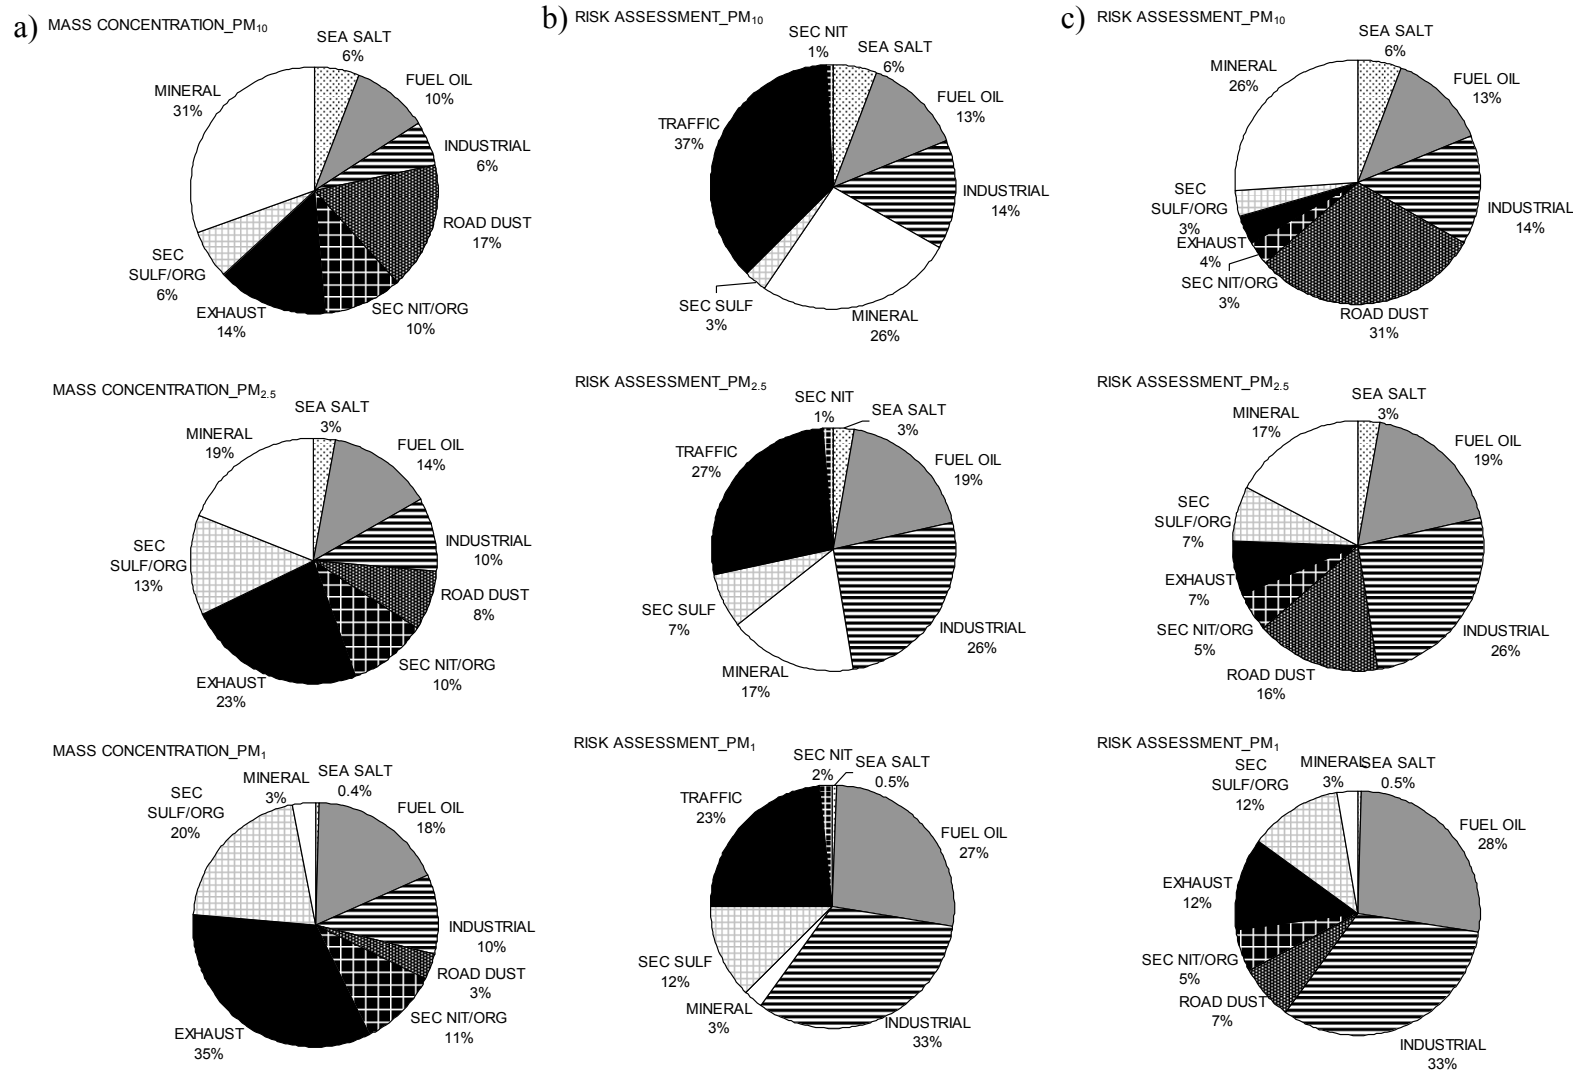 a) MASS CONCENTRATION_PM10
SEA SALT
6%
FUEL OIL
10%
INDUSTRIAL
6%
ROAD DUST
17%
SEC NIT/ORG
10%
EXHAUST
14%
SEC
SULF/ORG
6%
MINERAL
31%
b) RISK ASSESSMENT_PM10
SEC NIT
1%
SEA SALT
6%
FUEL OIL
13%
INDUSTRIAL
14%
MINERAL
26%
SEC SULF
3%
TRAFFIC
37%
c) RISK ASSESSMENT_PM10
SEA SALT
6%
FUEL OIL
13%
INDUSTRIAL
14%
ROAD DUST
31%
SEC NIT/ORG
3%
EXHAUST
4%
SEC
SULF/ORG
3%
MINERAL
26%
MASS CONCENTRATION_PM2.5
SEA SALT
3%
FUEL OIL
14%
INDUSTRIAL
10%
ROAD DUST
8%
SEC NIT/ORG
10%
EXHAUST
23%
SEC
SULF/ORG
13%
MINERAL
19%
RISK ASSESSMENT_PM2.5
SEC NIT
1%
SEA SALT
3%
FUEL OIL
19%
INDUSTRIAL
26%
MINERAL
17%
SEC SULF
7%
TRAFFIC
27%
RISK ASSESSMENT_PM2.5
SEA SALT
3%
FUEL OIL
19%
INDUSTRIAL
26%
ROAD DUST
16%
SEC NIT/ORG
5%
EXHAUST
7%
SEC
SULF/ORG
7%
MINERAL
17%
MASS CONCENTRATION_PM1
SEA SALT
0.4%
FUEL OIL
18%
INDUSTRIAL
10%
ROAD DUST
3%
SEC NIT/ORG
11%
EXHAUST
35%
SEC
SULF/ORG
20%
MINERAL
3%
RISK ASSESSMENT_PM1
SEC NIT
2%
SEA SALT
0.5%
FUEL OIL
27%
INDUSTRIAL
33%
MINERAL
3%
SEC SULF
12%
TRAFFIC
23%
RISK ASSESSMENT_PM1
SEA SALT
0.5%
FUEL OIL
28%
INDUSTRIAL
33%
ROAD DUST
7%
SEC NIT/ORG
5%
EXHAUST
12%
SEC
SULF/ORG
12%
MINERAL
3%